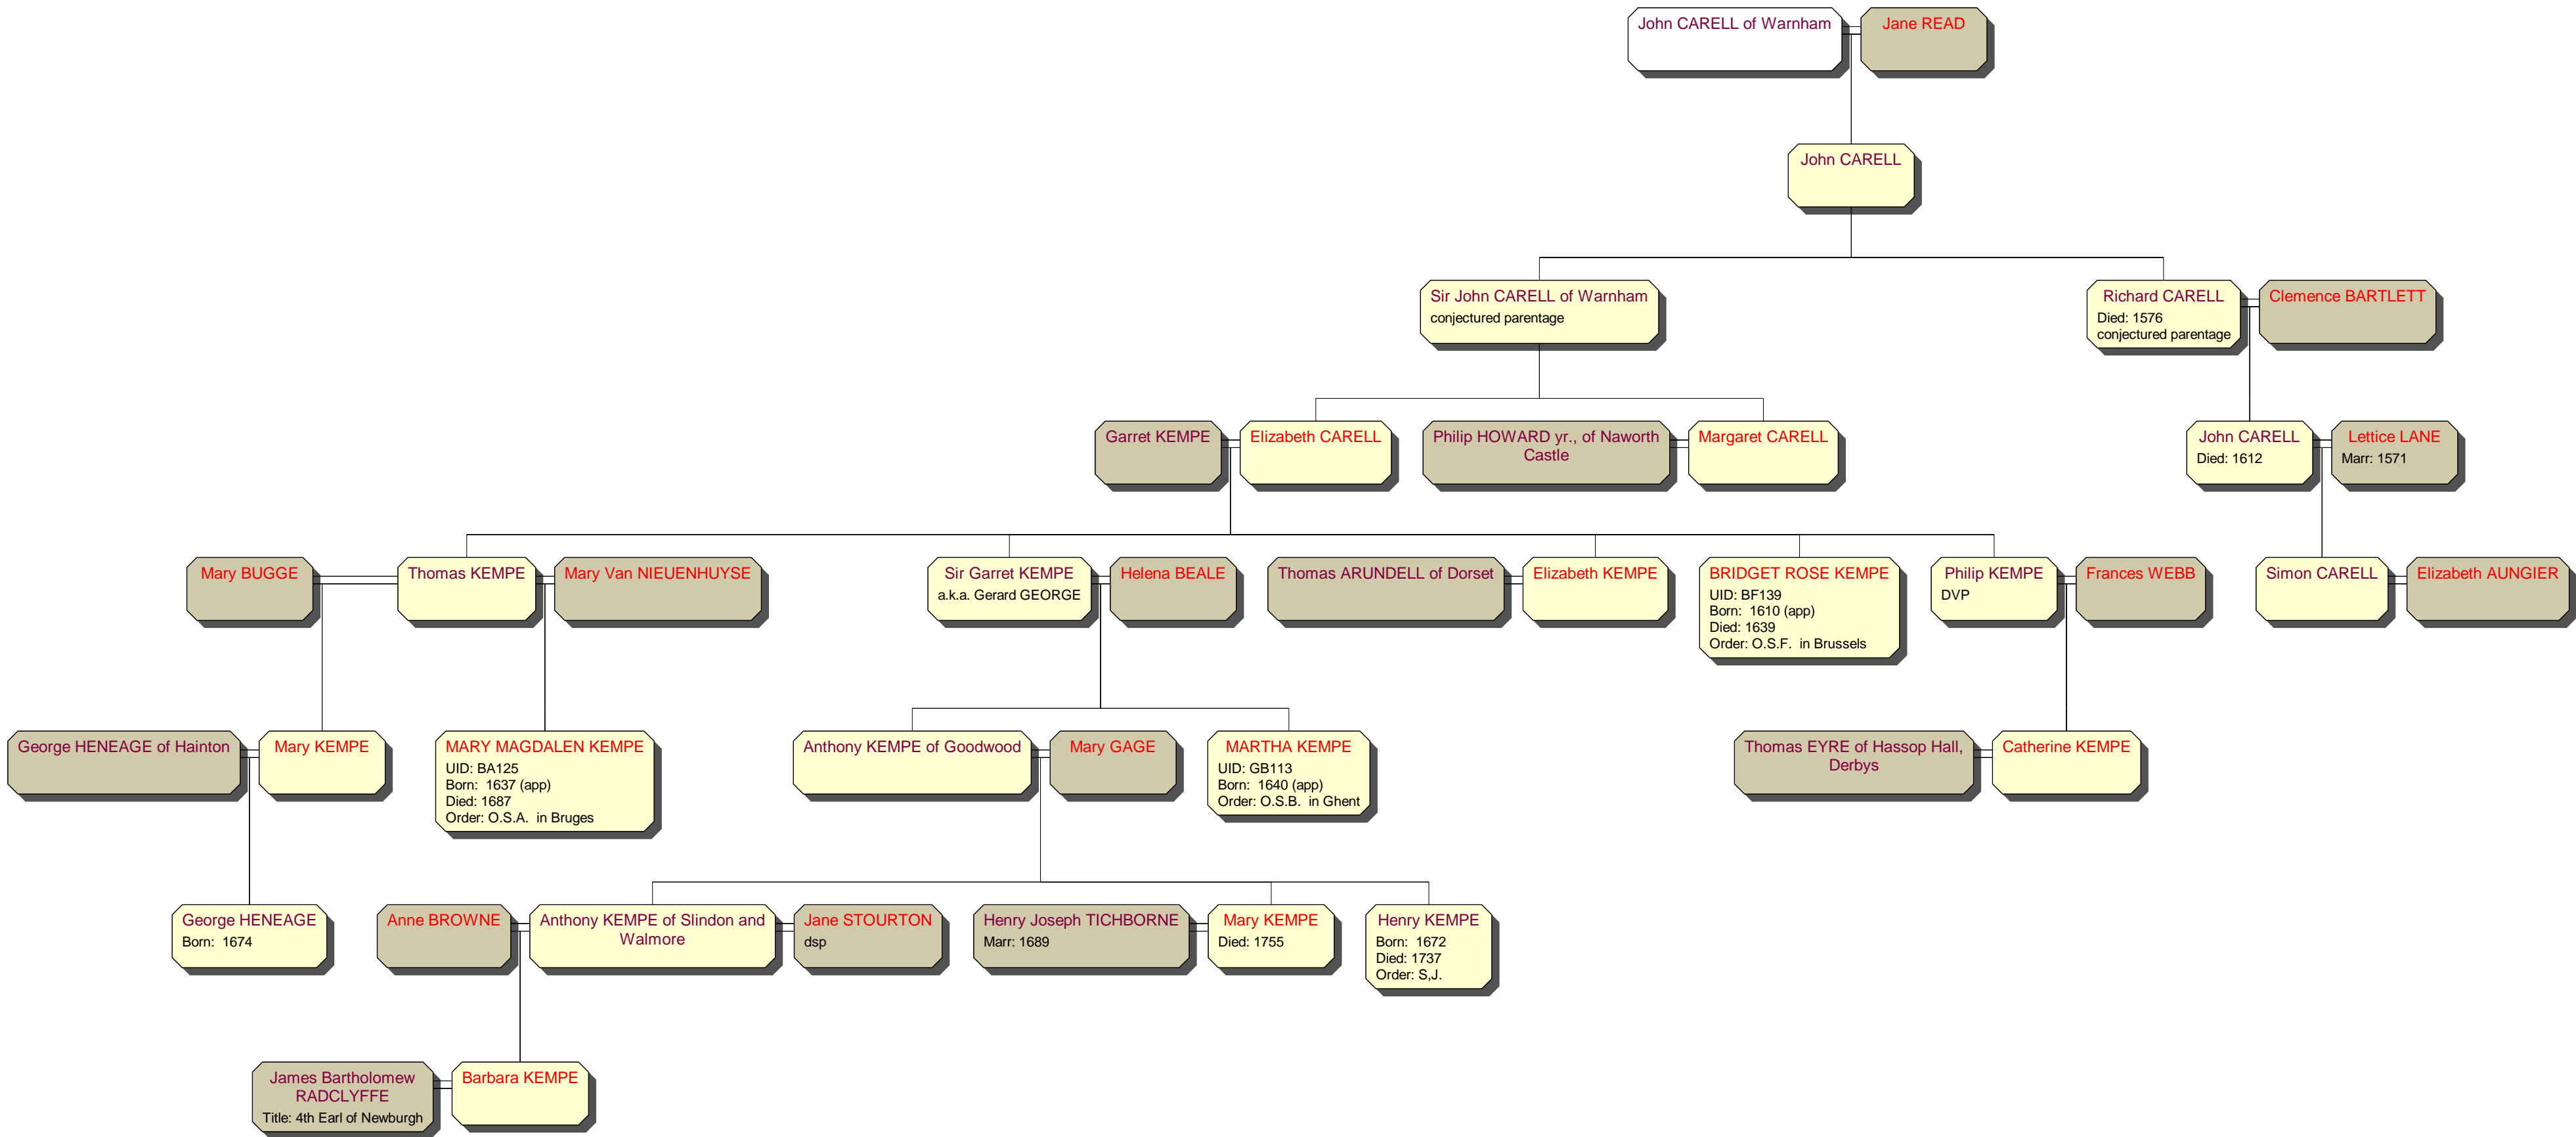 John CARELL of Warnham
Jane READ
John CARELL
Sir John CARELL of Warnham
conjectured parentage
Richard CARELL
Died: 1576
conjectured parentage
Clemence BARTLETT
Garret KEMPE
Elizabeth CARELL
Philip HOWARD yr., of Naworth
Castle
Margaret CARELL
John CARELL
Died: 1612
Lettice LANE
Marr: 1571
Mary BUGGE
Thomas KEMPE
Mary Van NIEUENHUYSE
Sir Garret KEMPE
a.k.a. Gerard GEORGE
Helena BEALE
Thomas ARUNDELL of Dorset
Elizabeth KEMPE
BRIDGET ROSE KEMPE
UID: BF139
Born:  1610 (app)
Died: 1639
Order: O.S.F.  in Brussels
Philip KEMPE
DVP
Frances WEBB
Simon CARELL
Elizabeth AUNGIER
George HENEAGE of Hainton
Mary KEMPE
MARY MAGDALEN KEMPE
UID: BA125
Born:  1637 (app)
Died: 1687
Order: O.S.A.  in Bruges
Anthony KEMPE of Goodwood
Mary GAGE
MARTHA KEMPE
UID: GB113
Born:  1640 (app)
Order: O.S.B.  in Ghent
Thomas EYRE of Hassop Hall,
Derbys
Catherine KEMPE
George HENEAGE
Born:  1674
Anne BROWNE
Anthony KEMPE of Slindon and
Walmore
Jane STOURTON
dsp
Henry Joseph TICHBORNE
Marr: 1689
Mary KEMPE
Died: 1755
Henry KEMPE
Born:  1672
Died: 1737
Order: S,J.
James Bartholomew
RADCLYFFE
Title: 4th Earl of Newburgh
Barbara KEMPE